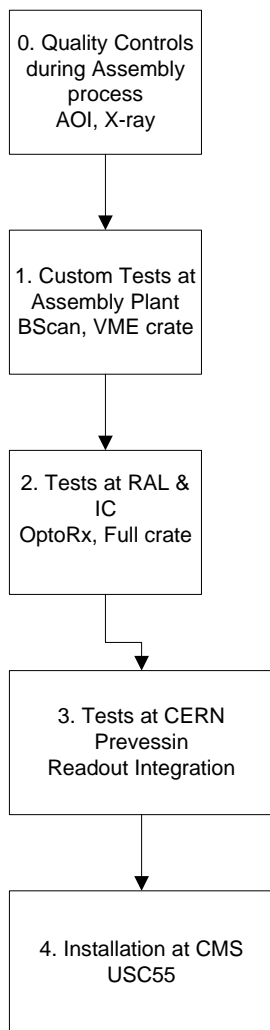 0. Quality Controls
during Assembly
process
AOI, X-ray
1. Custom Tests at
Assembly Plant
BScan, VME crate
2. Tests at RAL &
IC
OptoRx, Full crate
3. Tests at CERN
Prevessin
Readout Integration
4. Installation at CMS
USC55